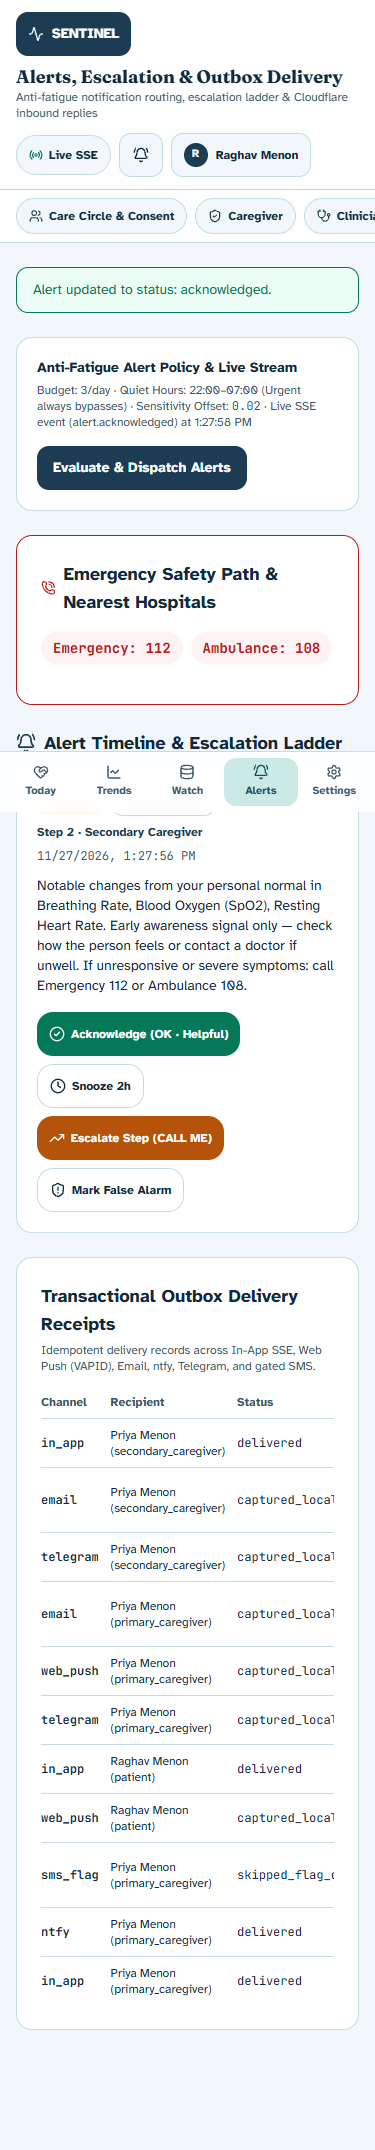 SENTINEL
Alerts, Escalation & Outbox Delivery
Anti-fatigue notification routing, escalation ladder & Cloudflare
inbound replies
Live SSE
R Raghav Menon
Care Circle & Consent
Caregiver
Clinicia
Alert updated to status: acknowledged.
Anti-Fatigue Alert Policy & Live Stream
Budget: 3/day · Quiet Hours: 22:00–07:00 (Urgent
always bypasses) · Sensitivity Offset: 0.02 · Live SSE
event (alert.acknowledged) at 1:27:58 PM
Evaluate & Dispatch Alerts
Emergency Safety Path &
Nearest Hospitals
Emergency: 112 Ambulance: 108
Alert Timeline & Escalation Ladder
Today Trends Watch Alerts Settings
Step 2 · Secondary Caregiver
11/27/2026, 1:27:56 PM
Notable changes from your personal normal in
Breathing Rate, Blood Oxygen (SpO2), Resting
Heart Rate. Early awareness signal only — check
how the person feels or contact a doctor if
unwell. If unresponsive or severe symptoms: call
Emergency 112 or Ambulance 108.
Acknowledge (OK · Helpful)
Snooze 2h
Escalate Step (CALL ME)
Mark False Alarm
Transactional Outbox Delivery
Receipts
Idempotent delivery records across In-App SSE, Web
Push (VAPID), Email, ntfy, Telegram, and gated SMS.
Channel Recipient Status
in_app Priya Menon (secondary_caregiver) delivered
email Priya Menon (secondary_caregiver) captured_local
telegram Priya Menon (secondary_caregiver) captured_local
email Priya Menon (primary_caregiver) captured_local
web_push Priya Menon (primary_caregiver) captured_local
telegram Priya Menon (primary_caregiver) captured_local
in_app Raghav Menon (patient) delivered
web_push Raghav Menon (patient) captured_local
sms_flag Priya Menon (primary_caregiver) skipped_flag_o
ntfy Priya Menon (primary_caregiver) delivered
in_app Priya Menon (primary_caregiver) delivered